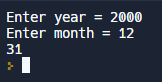 Enter year = 2000
Enter month = 12
31